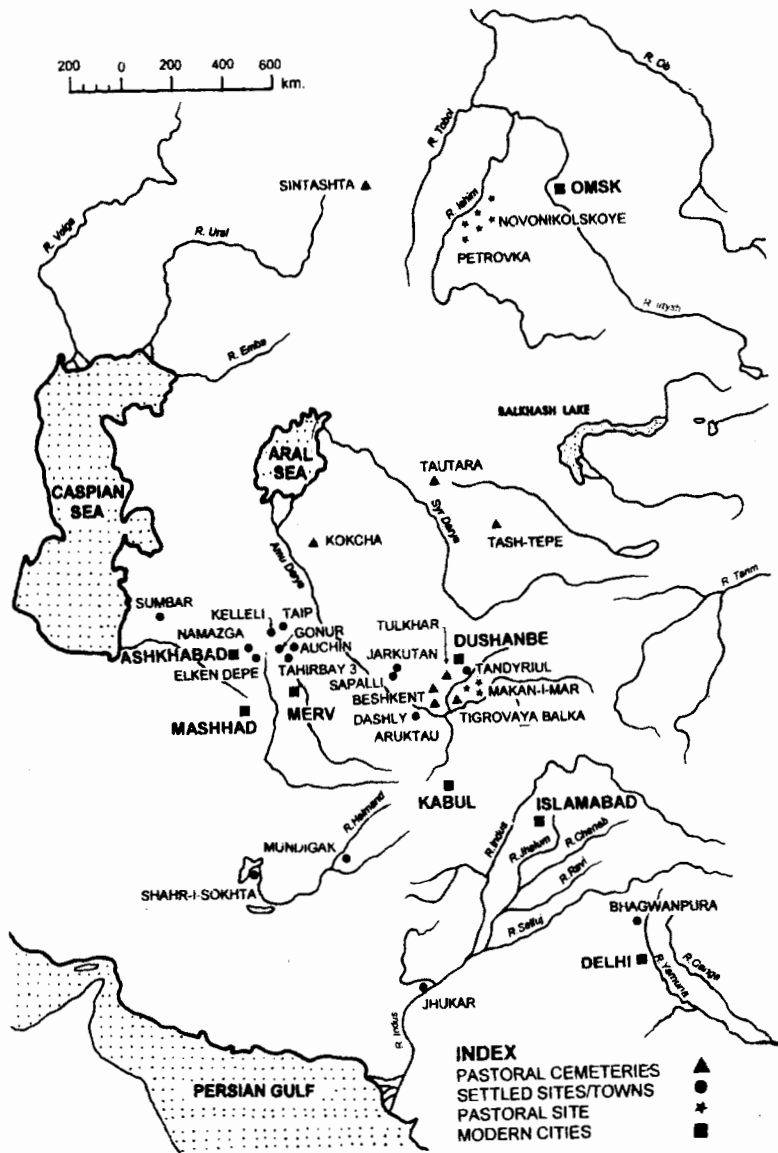 200 0 200 400 600
km.
R. Ob
R. Tobol
R. Ishim
SINTASHTA
OMSK
NOVONIKOLSKOYE
PETROVKA
R. Volga
R. Ural
R. Irtysh
R. Emba
BALKHASH LAKE
ARAL
SEA
TAUTARA
CASPIAN
SEA
Syr Darya
TASH-TEPE
Amu Darya
KOKCHA
SUMBAR
KELLELI
TAIP
TULKHAR
NAMAZGA
GONUR
DUSHANBE
ASHKHABAD
AUCHIN
JARKUTAN
TANDYRIUL
ELKEN DEPE
TAHIRBAY 3
SAPALLI
MAKAN-I-MAR
BESHKENT
MASHHAD
MERV
DASHLY
TIGROVAYA BALKA
ARUKTAU
KABUL
ISLAMABAD
R. Helmand
R. Indus
R. Jhelum
R. Chenab
MUNDIGAK
R. Ravi
SHAHR-I-SOKHTA
R. Sutluj
BHAGWANPURA
DELHI
R. Yamuna
R. Ganga
JHUKAR
R. Indus
PERSIAN GULF
INDEX
PASTORAL CEMETERIES
SETTLED SITES/TOWNS
PASTORAL SITE
MODERN CITIES